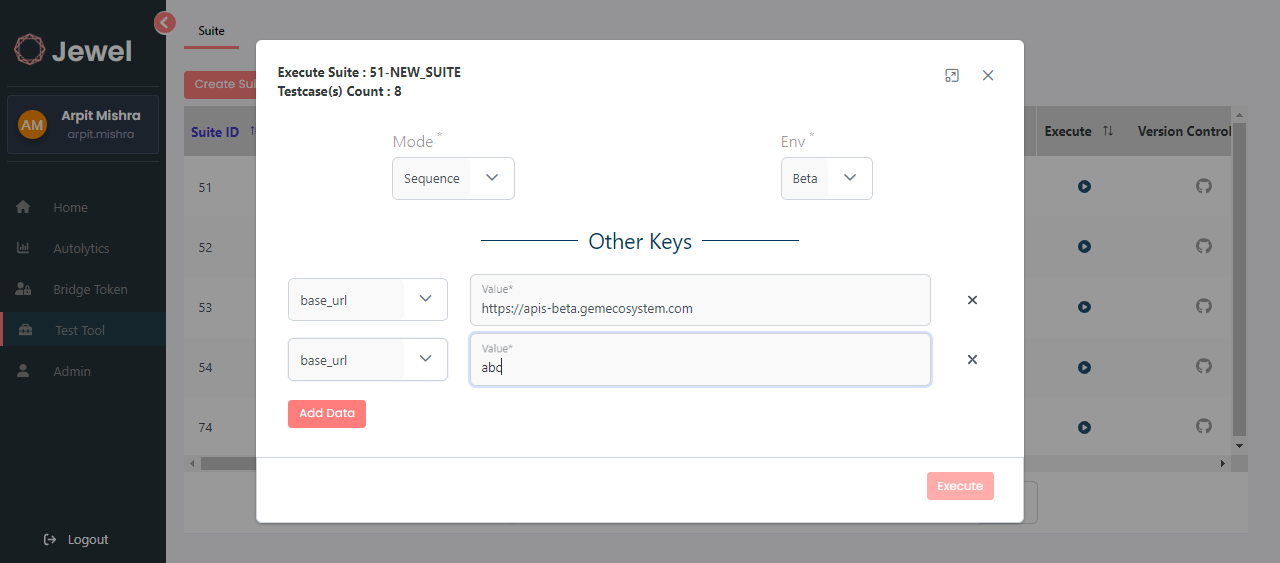 Jewel
AM
Arpit Mishra
arpit.mishra
Home
Autolytics
Bridge Token
Test Tool
Admin
Logout
Suite
Create Sui
Suite ID
Execute
Version Control
51
52
53
54
74
Execute Suite : 51-NEW_SUITE
Testcase(s) Count : 8
Mode *
Env *
Sequence
Beta
Other Keys
base_url
Value*
https://apis-beta.gemecosystem.com
base_url
Value*
abc
Add Data
Execute